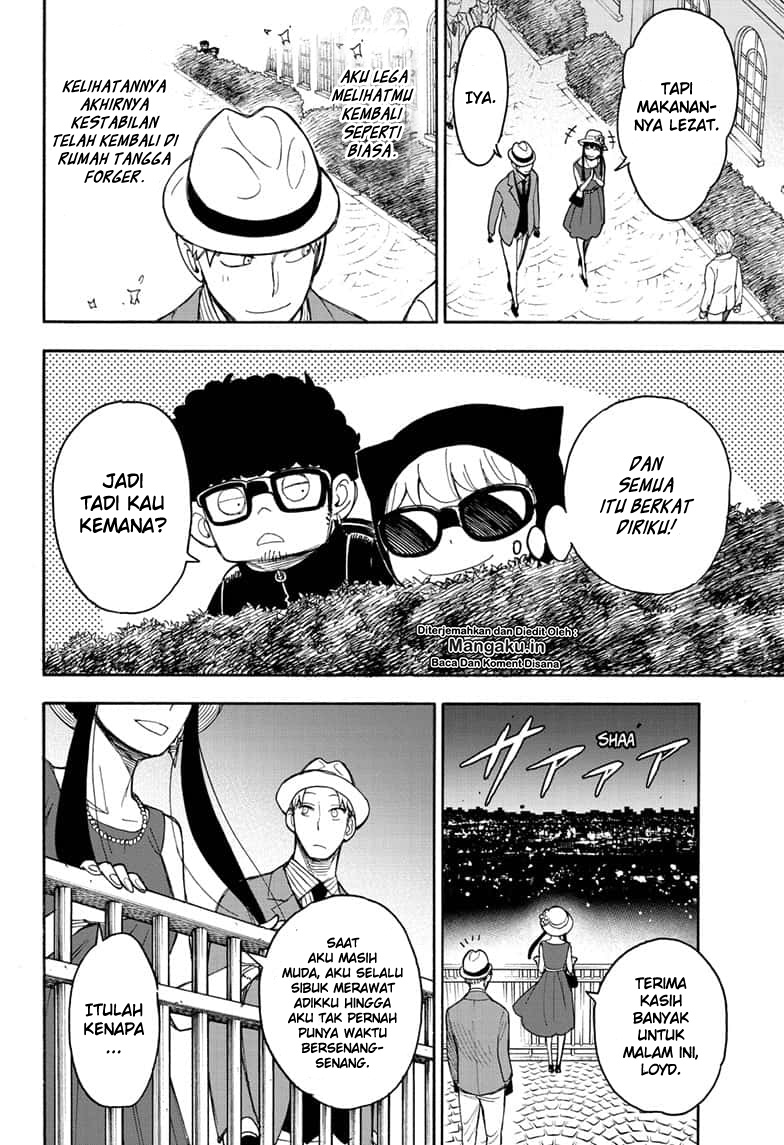 TAPI
MAKANAN-
NYA LEZAT.
IYA.
AKU LEGA
MELIHATMU
KEMBALI
SEPERTI
BIASA.
KELIHATANNYA
AKHIRNYA
KESTABILAN
TELAH KEMBALI DI
RUMAH TANGGA
FORGER.
DAN
SEMUA
ITU BERKAT
DIRIKU!
JADI
TADI KAU
KEMANA?
Diterjemahkan dan Diedit Oleh :
Mangaku.in
Baca Dan Koment Disana
SHAA
サァァァ
TERIMA
KASIH
BANYAK
UNTUK
MALAM INI,
LOYD.
SAAT
AKU MASIH
MUDA, AKU SELALU
SIBUK MERAWAT
ADIKKU HINGGA
AKU TAK PERNAH
PUNYA WAKTU
BERSENANG-
SENANG.
ITULAH
KENAPA
...